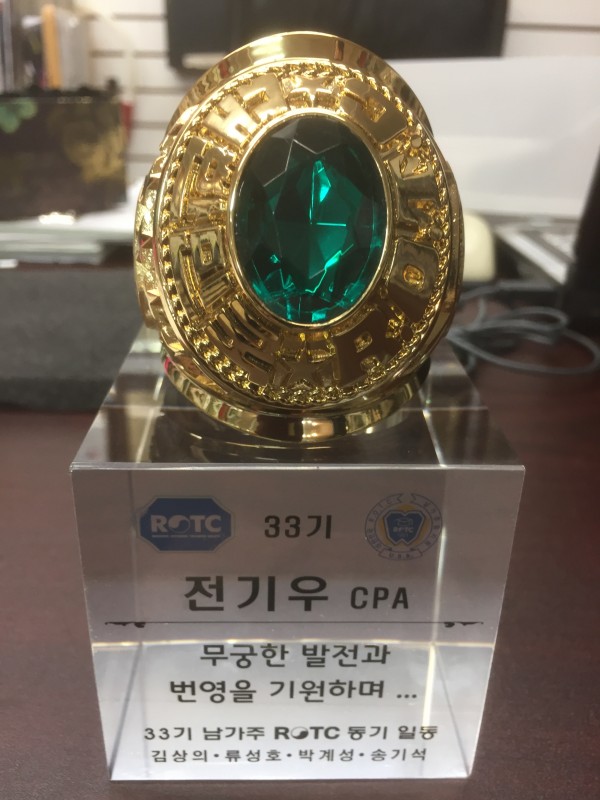 ROTC 33기 ROTC
전기우 CPA
무궁한 발전과
번영을 기원하며 ...
33기 남가주 ROTC 동기 일동
김상의·류성호·박계성·송기석